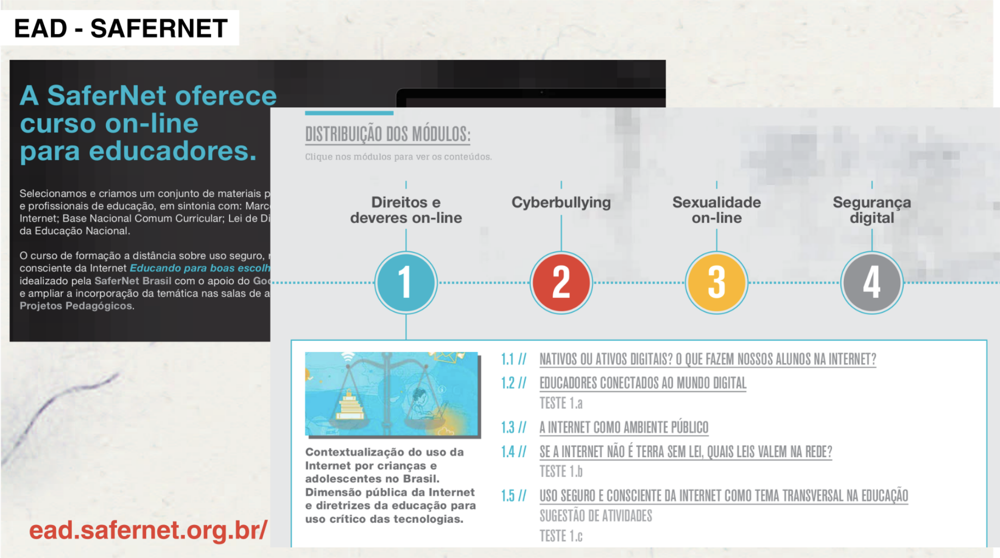 EAD - SAFERNET
A SaferNet oferece
curso on-line
para educadores.
Selecionamos e criamos um conjunto de materiais
e profissionais de educação, em sintonia com:
Internet; Base Nacional Comum Curricular; Lei de
da Educação Nacional.
O curso de formação a distância sobre uso seguro,
consciente da Internet Educando para boas
idealizado pela SaferNet Brasil com o apoio do
e ampliar a incorporação da temática nas salas de
Projetos Pedagógicos.
ead.safernet.org.br/
DISTRIBUIÇÃO DOS MÓDULOS:
Clique nos módulos para ver os conteúdos.
Direitos e
deveres on-line
Cyberbullying
Sexualidade
on-line
Segurança
digital
1
2
3
4
Contextualização do uso da
Internet por crianças e
adolescentes no Brasil.
Dimensão pública da Internet
e diretrizes da educação para
uso crítico das tecnologias.
1.1 // NATIVOS OU ATIVOS DIGITAIS? O QUE FAZEM NOSSOS ALUNOS NA INTERNET?
1.2 // EDUCADORES CONECTADOS AO MUNDO DIGITAL
TESTE 1.a
1.3 // A INTERNET COMO AMBIENTE PÚBLICO
1.4 // SE A INTERNET NÃO É TERRA SEM LEI, QUAIS LEIS VALEM NA REDE?
TESTE 1.b
1.5 // USO SEGURO E CONSCIENTE DA INTERNET COMO TEMA TRANSVERSAL NA EDUCAÇÃO
SUGESTÃO DE ATIVIDADES
TESTE 1.c